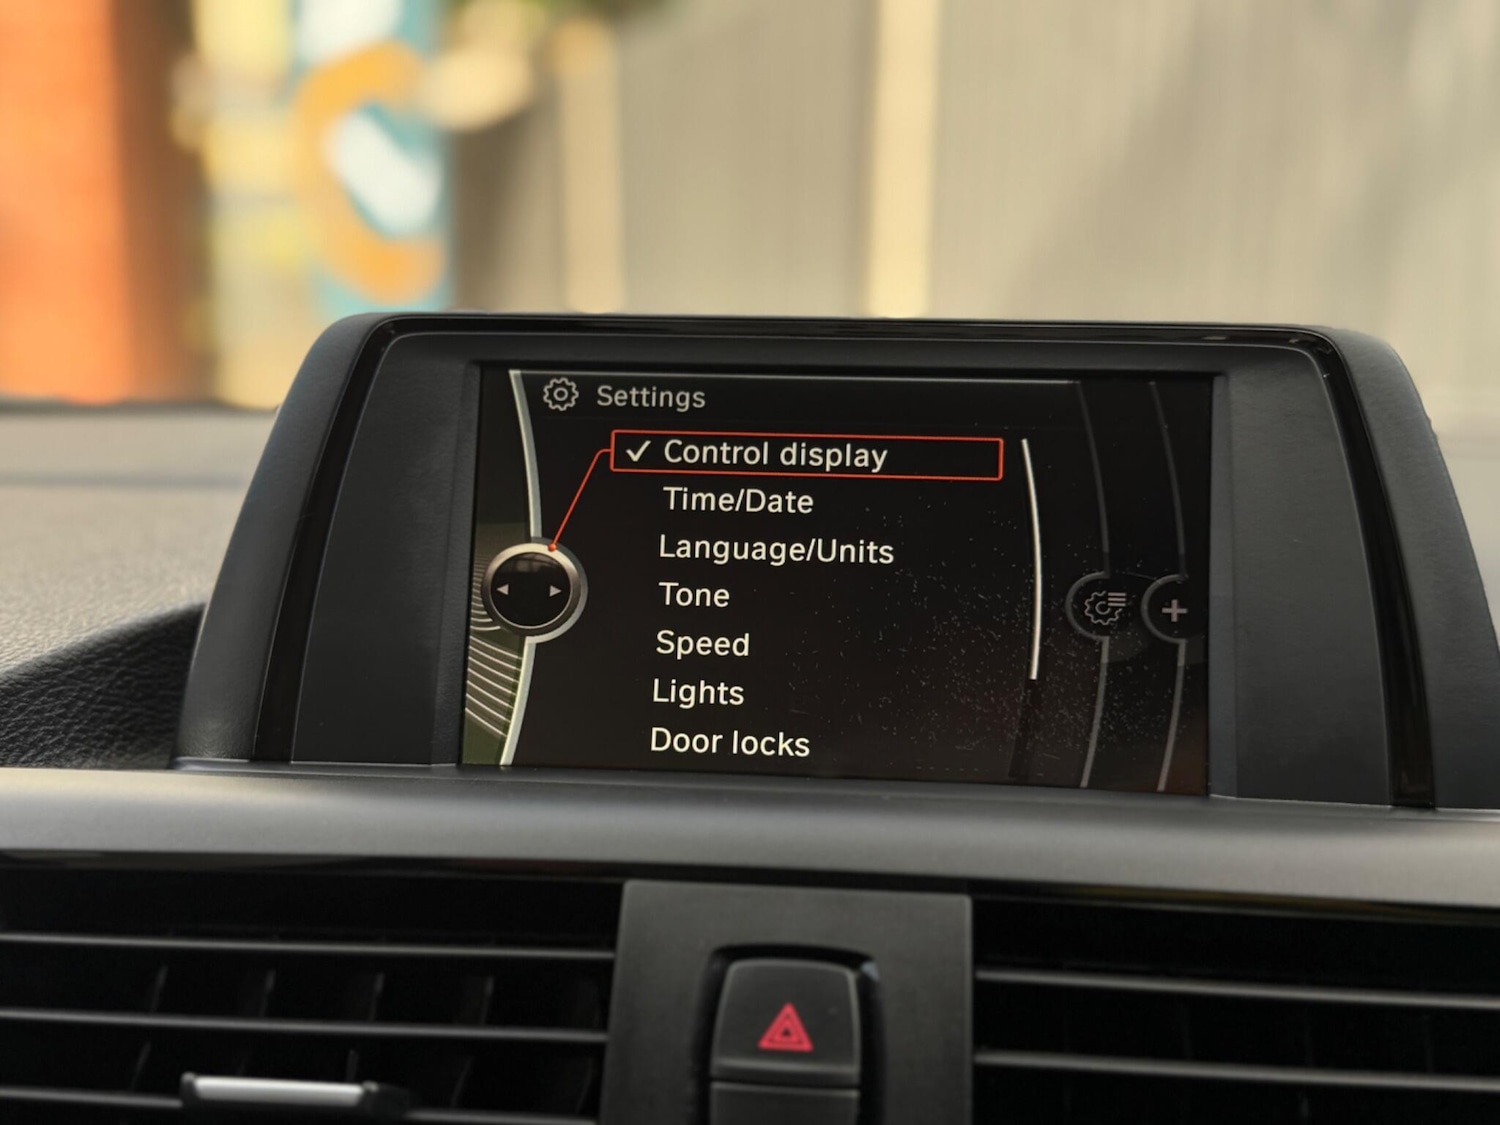 Settings
✓ Control display
Time/Date
Language/Units
Tone
Speed
Lights
Door locks